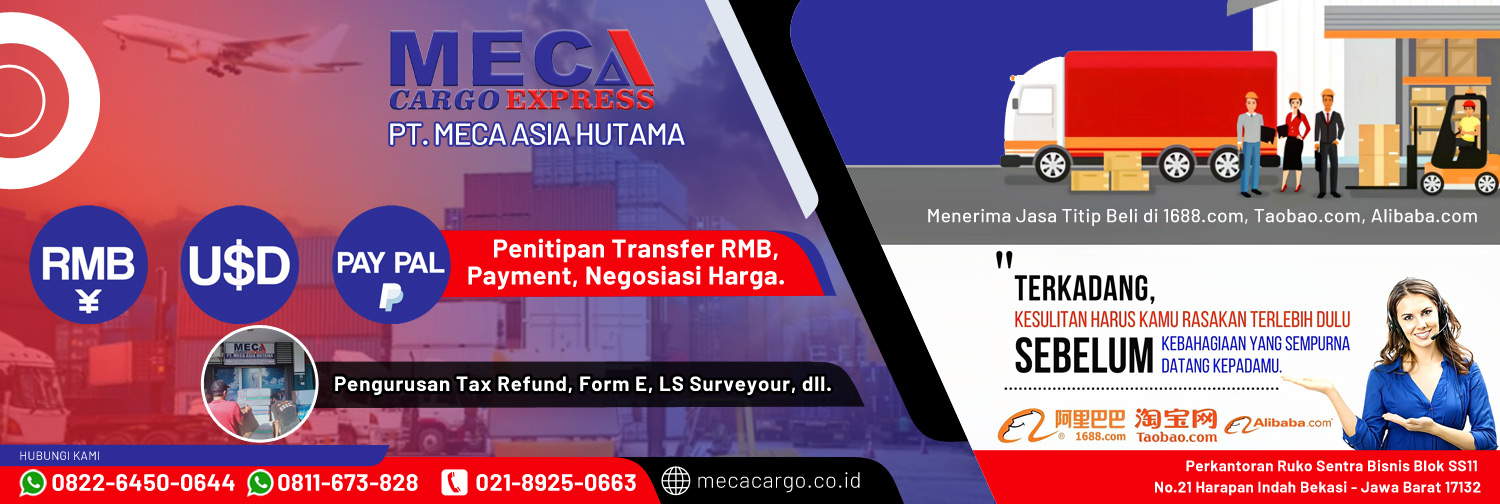 MECA
CARGO EXPRESS
PT. MECA ASIA HUTAMA
RMB
¥
U$D
PAY PAL
Penitipan Transfer RMB,
Payment, Negosiasi Harga.
MECA
PT. MECA ASIA HUTAMA
Pengurusan Tax Refund, Form E, LS Surveyour, dll.
HUBUNGI KAMI
0822-6450-0644
0811-673-828
021-8925-0663
mecacargo.co.id
Menerima Jasa Titip Beli di 1688.com, Taobao.com, Alibaba.com
"
TERKADANG,
KESULITAN HARUS KAMU RASAKAN TERLEBIH DULU
SEBELUM KEBAHAGIAAN YANG SEMPURNA
DATANG KEPADAMU.
阿里巴巴
® 1688.com
淘宝网
Taobao.com
Alibaba.com®
Perkantoran Ruko Sentra Bisnis Blok SS11
No.21 Harapan Indah Bekasi - Jawa Barat 17132